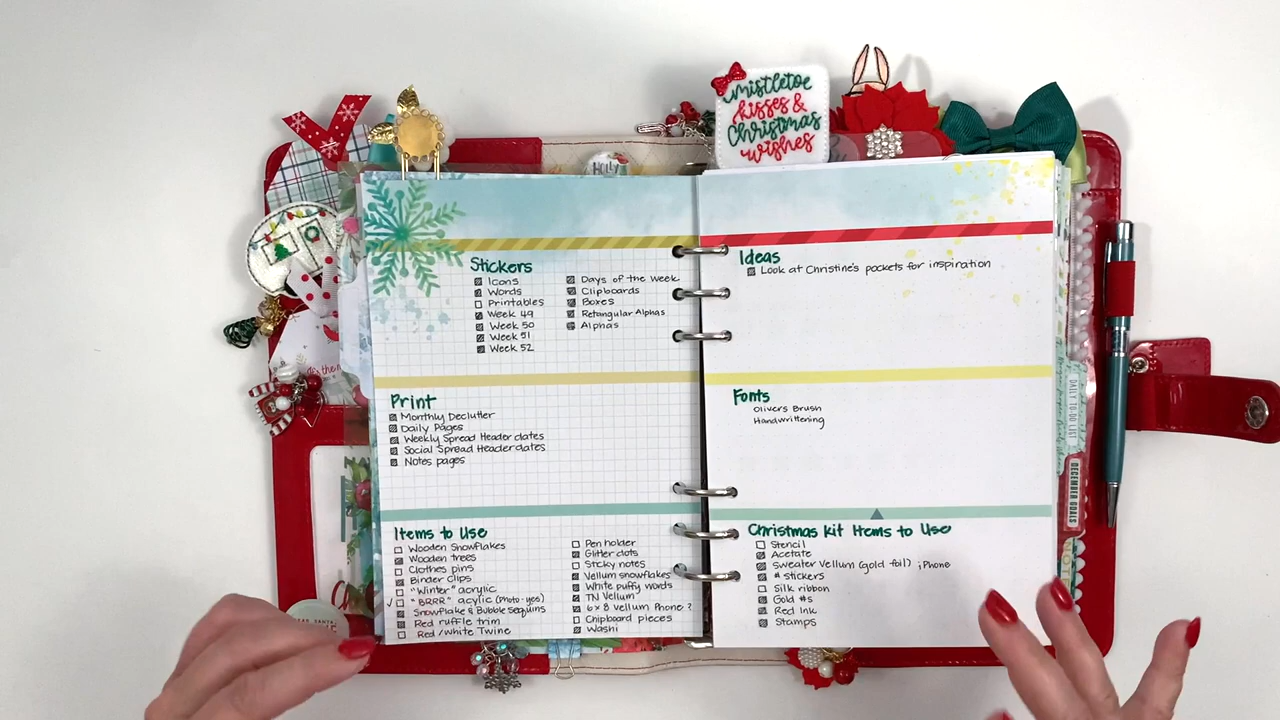 mistletoe
kisses &
Christmas
wishes
HOLLY
Stickers
Icons
Words
Printables
Week 49
Week 50
Week 51
Week 52
Days of the week
Clipboards
Boxes
Retangular Alphas
Alphas
Print
Monthly Declutter
Daily Pages
Weekly Spread Header dates
Social Spread Header dates
Notes pages
Items to Use
Wooden Snowflakes
Wooden trees
Clothes pins
Binder Clips
"Winter" acrylic
"BRRR" acylic (Photo-yes)
Snowflake & Bubble Sequins
Red ruffle trim
Red/white Twine
Pen holder
Glitter dots
Sticky notes
Vellum snowflakes
White puffy words
TN Vellum
6x8 vellum Phone?
Chipboard pieces
Washi
Ideas
Look at Christine's pockets for inspiration
Fonts
Olivers Brush
Handwrittening
Christmas Kit Items to Use
Stencil
Acetate
Sweater Vellum (gold foil) ; Phone
# stickers
Silk ribbon
Gold #s
Red Ink
Stamps
DAILY TO-DO LIST
DECEMBER GOALS